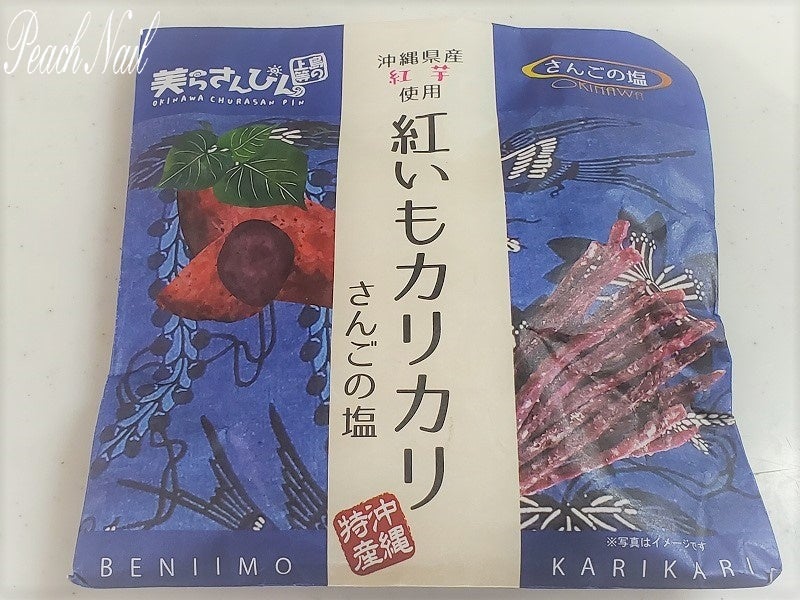 Peach Nail
美らさんぴん
上等の島
OKINAWA CHURASAN PIN
沖縄県産
紅芋
使用
紅いもカリカリ
さんごの塩
さんごの塩
OKINAWA
沖縄
特産
※写真はイメージです
BENIIMO
KARIKARI